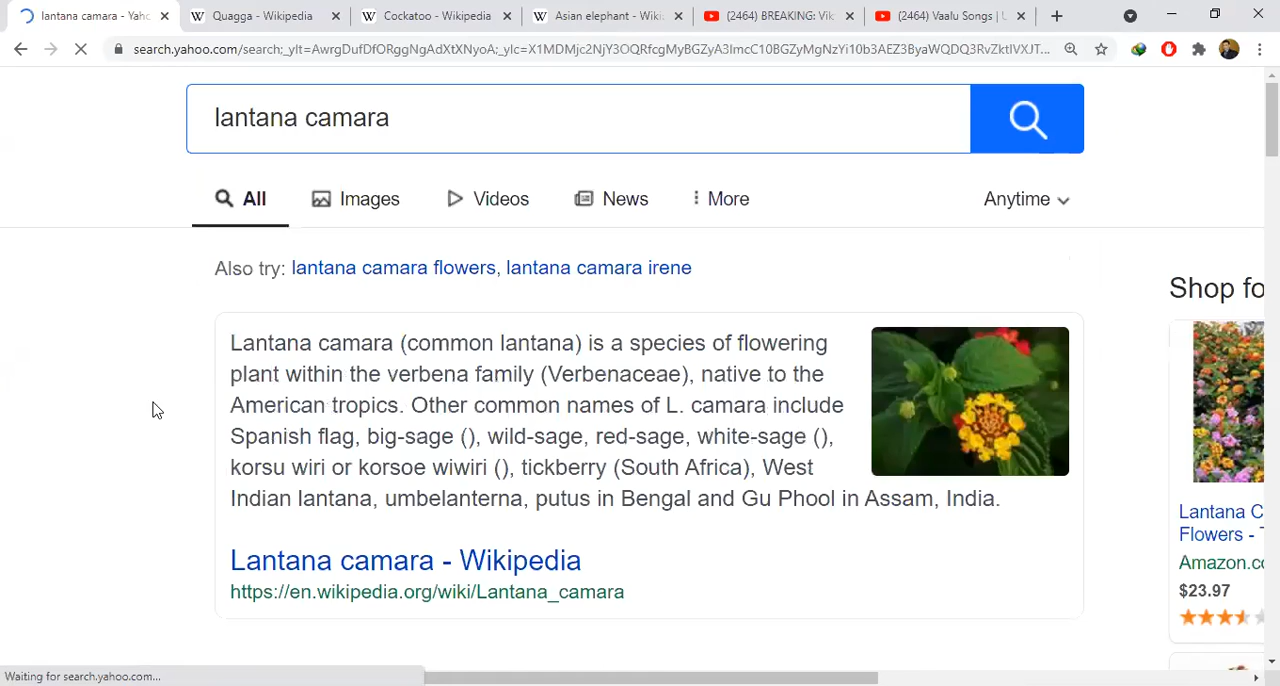 lantana camara - Yaho
Quagga - Wikipedia
Cockatoo - Wikipedia
Asian elephant - Wiki
(2464) BREAKING: Vik
(2464) Vaalu Songs |
search.yahoo.com/search;_ylt=AwrgDufDfORggNgAdXtXNyoA;_ylc=X1MDMjc2NjY3OQRfcgMyBGZyA3ImcC10BGZyMgNzYi10b3AEZ3ByaWQDQ3RvZktlVXJT...
lantana camara
All
Images
Videos
News
More
Anytime
Also try: lantana camara flowers, lantana camara irene
Shop fo
Lantana camara (common lantana) is a species of flowering
plant within the verbena family (Verbenaceae), native to the
American tropics. Other common names of L. camara include
Spanish flag, big-sage (), wild-sage, red-sage, white-sage (),
korsu wiri or korsoe wiwiri (), tickberry (South Africa), West
Indian lantana, umbelanterna, putus in Bengal and Gu Phool in Assam, India.
Lantana C
Flowers -
Amazon.co
$23.97
Lantana camara - Wikipedia
https://en.wikipedia.org/wiki/Lantana_camara
Waiting for search.yahoo.com...